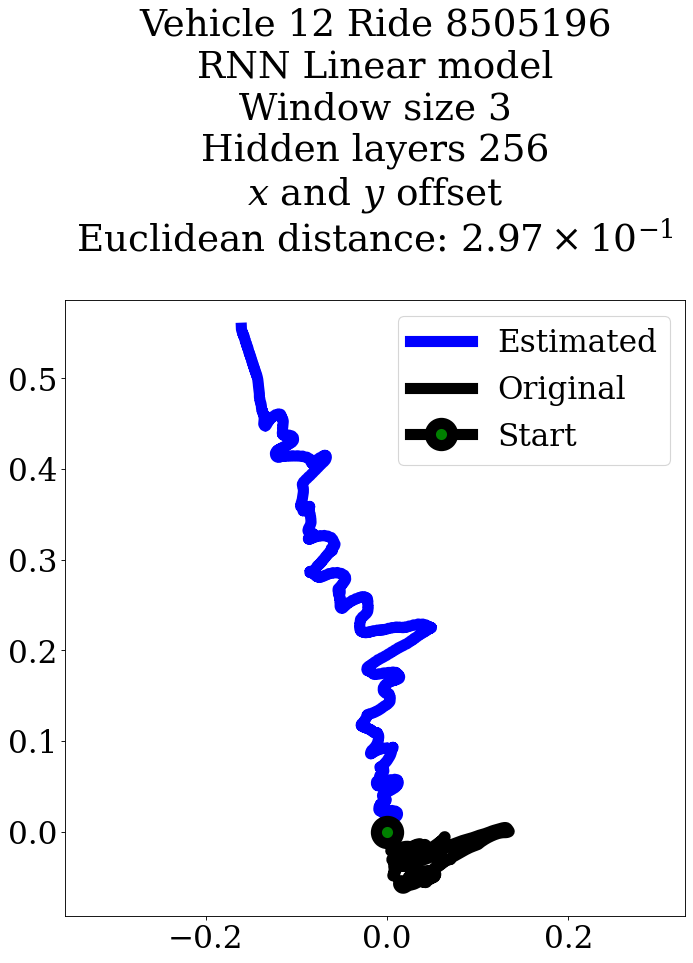 Vehicle 12 Ride 8505196
RNN Linear model
Window size 3
Hidden layers 256
x and y offset
Euclidean distance: 2.97 × 10⁻¹
Estimated
Original
Start
0.5
0.4
0.3
0.2
0.1
0.0
−0.2 0.0 0.2